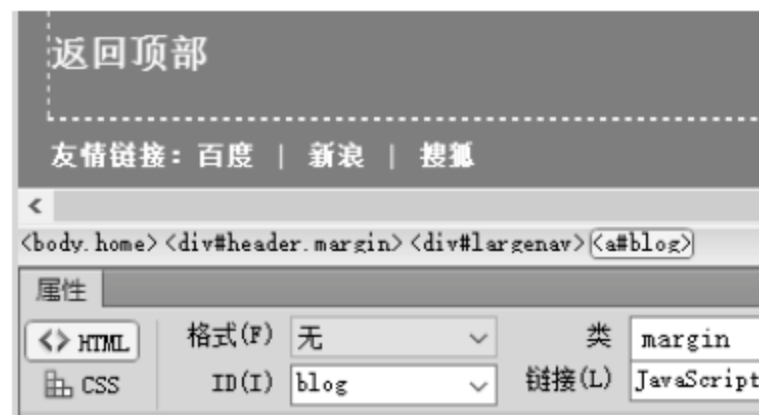 返回顶部
友情链接：百度 | 新浪 | 搜狐
<body.home><div#header.margin><div#largenav><a#blog>
属性
<> HTML 格式(F) 无 类 margin
CSS ID(I) blog 链接(L) JavaScript